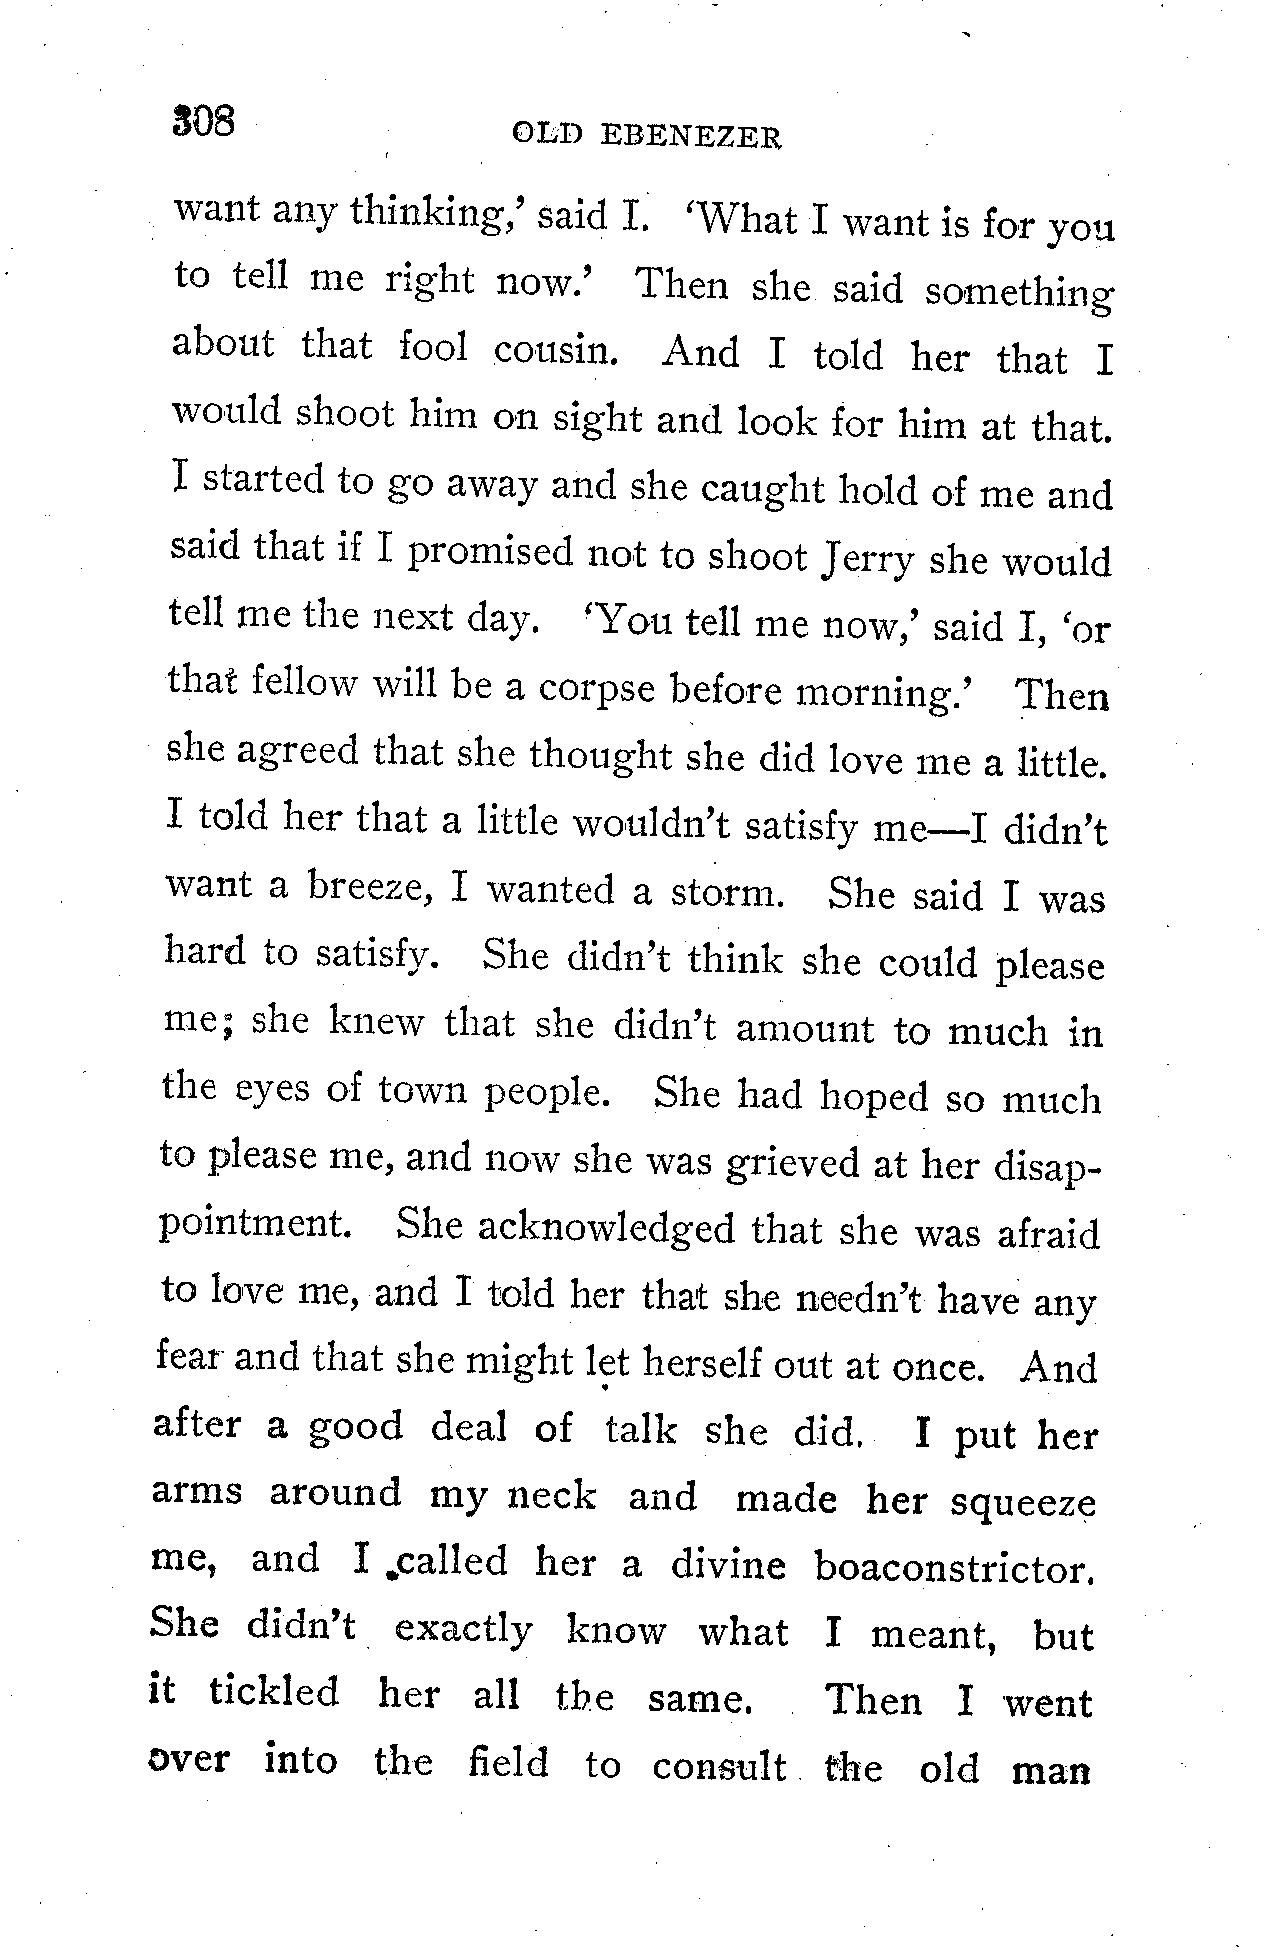 308
OLD EBENEZER
want any thinking,’ said I. ‘What I want is for you
to tell me right now.’ Then she said something
about that fool cousin. And I told her that I
would shoot him on sight and look for him at that.
I started to go away and she caught hold of me and
said that if I promised not to shoot Jerry she would
tell me the next day. ‘You tell me now,’ said I, ‘or
that fellow will be a corpse before morning.’ Then
she agreed that she thought she did love me a little.
I told her that a little wouldn’t satisfy me—I didn’t
want a breeze, I wanted a storm. She said I was
hard to satisfy. She didn’t think she could please
me; she knew that she didn’t amount to much in
the eyes of town people. She had hoped so much
to please me, and now she was grieved at her disap-
pointment. She acknowledged that she was afraid
to love me, and I told her that she needn’t have any
fear and that she might let herself out at once. And
after a good deal of talk she did. I put her
arms around my neck and made her squeeze
me, and I called her a divine boaconstrictor.
She didn’t exactly know what I meant, but
it tickled her all the same. Then I went
over into the field to consult the old man